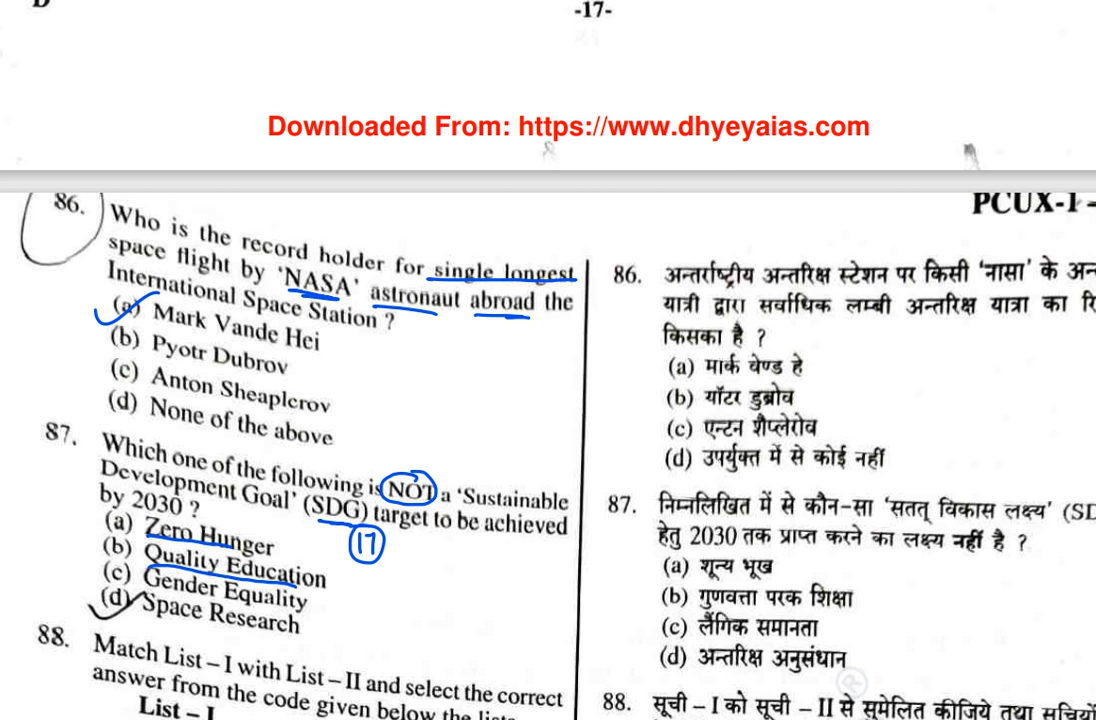 -17-
Downloaded From: https://www.dhyeyaias.com
PCUX-1
86. Who is the record holder for single longest
space flight by 'NASA' astronaut abroad the
International Space Station ?
(a) Mark Vande Hei
(b) Pyotr Dubrov
(c) Anton Sheaplerov
(d) None of the above
87. Which one of the following is NOT a 'Sustainable
Development Goal' (SDG) target to be achieved
by 2030 ?
17
(a) Zero Hunger
(b) Quality Education
(c) Gender Equality
(d) Space Research
88. Match List – I with List – II and select the correct
answer from the code given below the lists
List – I
86. अन्तर्राष्ट्रीय अन्तरिक्ष स्टेशन पर किसी 'नासा' के
यात्री द्वारा सर्वाधिक लम्बी अन्तरिक्ष यात्रा का
किसका है ?
(a) मार्क वेण्ड हे
(b) यॉटर डुब्रोव
(c) एन्टन शैप्लेरोव
(d) उपर्युक्त में से कोई नहीं
87. निम्नलिखित में से कौन-सा 'सतत् विकास लक्ष्य' (SD
हेतु 2030 तक प्राप्त करने का लक्ष्य नहीं है ?
(a) शून्य भूख
(b) गुणवत्ता परक शिक्षा
(c) लैंगिक समानता
(d) अन्तरिक्ष अनुसंधान
88. सूची – I को सूची – II से सुमेलित कीजिये तथा